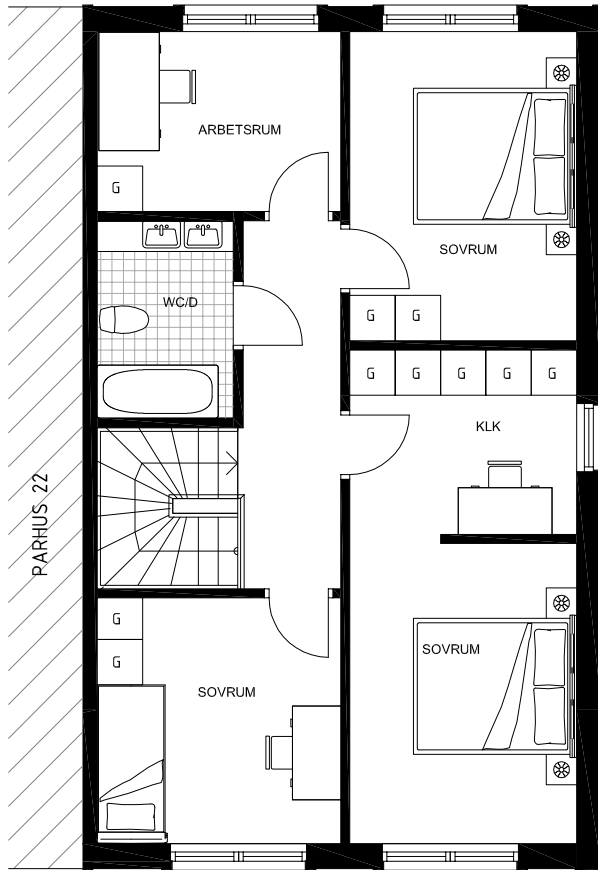 ARBETSRUM
G
WC/D
SOVRUM
G G
G G G G G
KLK
PARHUS 22
G
G
SOVRUM
SOVRUM